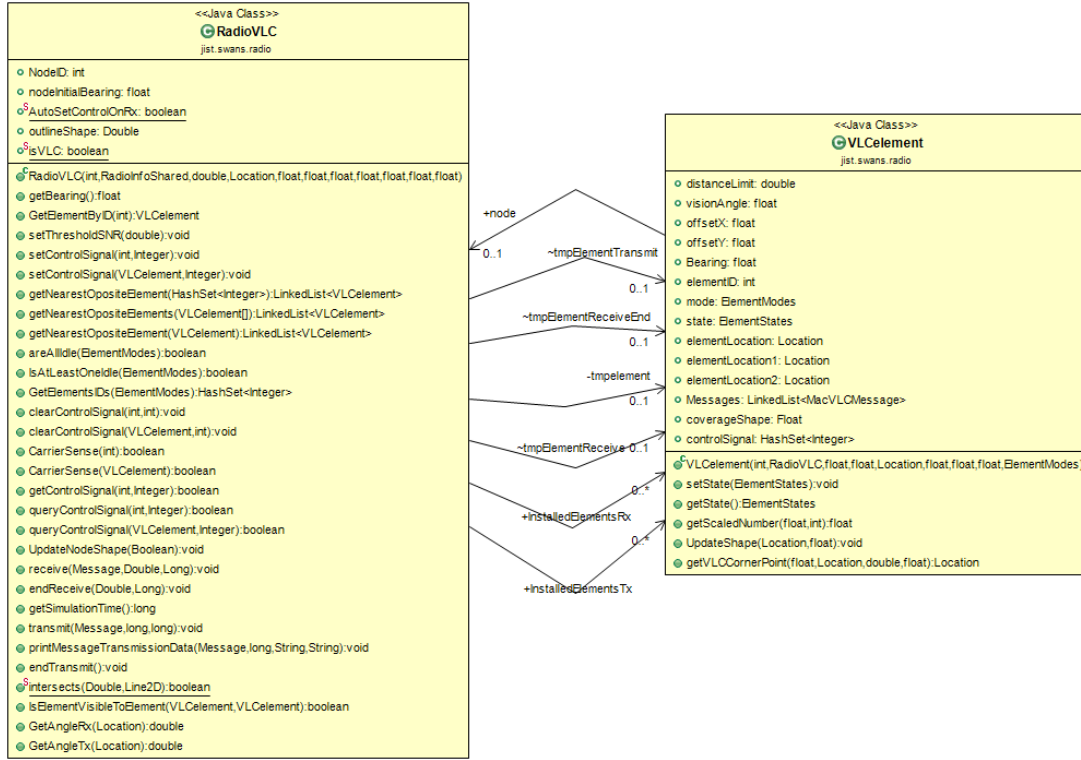 <<Java Class>>
RadioVLC
jist.swans.radio
NodeID: int
nodeInitialBearing: float
AutoSetControlOnRx: boolean
outlineShape: Double
isVLC: boolean
RadioVLC(int,RadioInfoShared,double,Location,float,float,float,float,float,float,float)
getBearing():float
GetElementByID(int):VLCelement
setThresholdSNR(double):void
setControlSignal(int,Integer):void
setControlSignal(VLCelement,Integer):void
getNearestOpositeElement(HashSet<Integer>):LinkedList<VLCelement>
getNearestOpositeElements(VLCelement[]):LinkedList<VLCelement>
getNearestOpositeElement(VLCelement):LinkedList<VLCelement>
areAllIdle(ElementModes):boolean
IsAtLeastOneIdle(ElementModes):boolean
GetElementsIDs(ElementModes):HashSet<Integer>
clearControlSignal(int,int):void
clearControlSignal(VLCelement,int):void
CarrierSense(int):boolean
CarrierSense(VLCelement):boolean
getControlSignal(int,Integer):boolean
queryControlSignal(int,Integer):boolean
queryControlSignal(VLCelement,Integer):boolean
UpdateNodeShape(Boolean):void
receive(Message,Double,Long):void
endReceive(Double,Long):void
getSimulationTime():long
transmit(Message,long,long):void
printMessageTransmissionData(Message,long,String,String):void
endTransmit():void
intersects(Double,Line2D):boolean
IsElementVisibleToElement(VLCelement,VLCelement):boolean
GetAngleRx(Location):double
GetAngleTx(Location):double
+node
0..1
~tmpElementTransmit
0..1
~tmpElementReceiveEnd
0..1
-tmpelement
0..1
~tmpElementReceive
0..1
+InstalledElementsRx
0..*
+InstalledElementsTx
0..*
<<Java Class>>
VLCelement
jist.swans.radio
distanceLimit: double
visionAngle: float
offsetX: float
offsetY: float
Bearing: float
elementID: int
mode: ElementModes
state: ElementStates
elementLocation: Location
elementLocation1: Location
elementLocation2: Location
Messages: LinkedList<MacVLCMessage>
coverageShape: Float
controlSignal: HashSet<Integer>
VLCelement(int,RadioVLC,float,float,Location,float,float,float,ElementModes)
setState(ElementStates):void
getState():ElementStates
getScaledNumber(float,int):float
UpdateShape(Location,float):void
getVLCCornerPoint(float,Location,double,float):Location